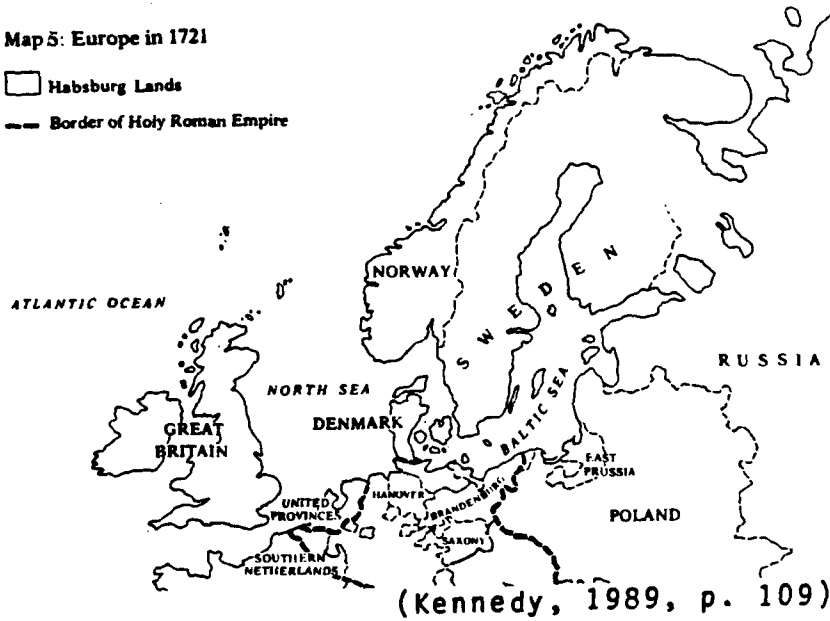 Map 5: Europe in 1721
Habsburg Lands
Border of Holy Roman Empire
ATLANTIC OCEAN
NORWAY
SWEDEN
RUSSIA
NORTH SEA
DENMARK
BALTIC SEA
GREAT
BRITAIN
EAST
PRUSSIA
HANOVER
BRANDENBURG
UNITED
PROVINCES
POLAND
SAXONY
SOUTHERN
NETHERLANDS
(Kennedy, 1989, p. 109)